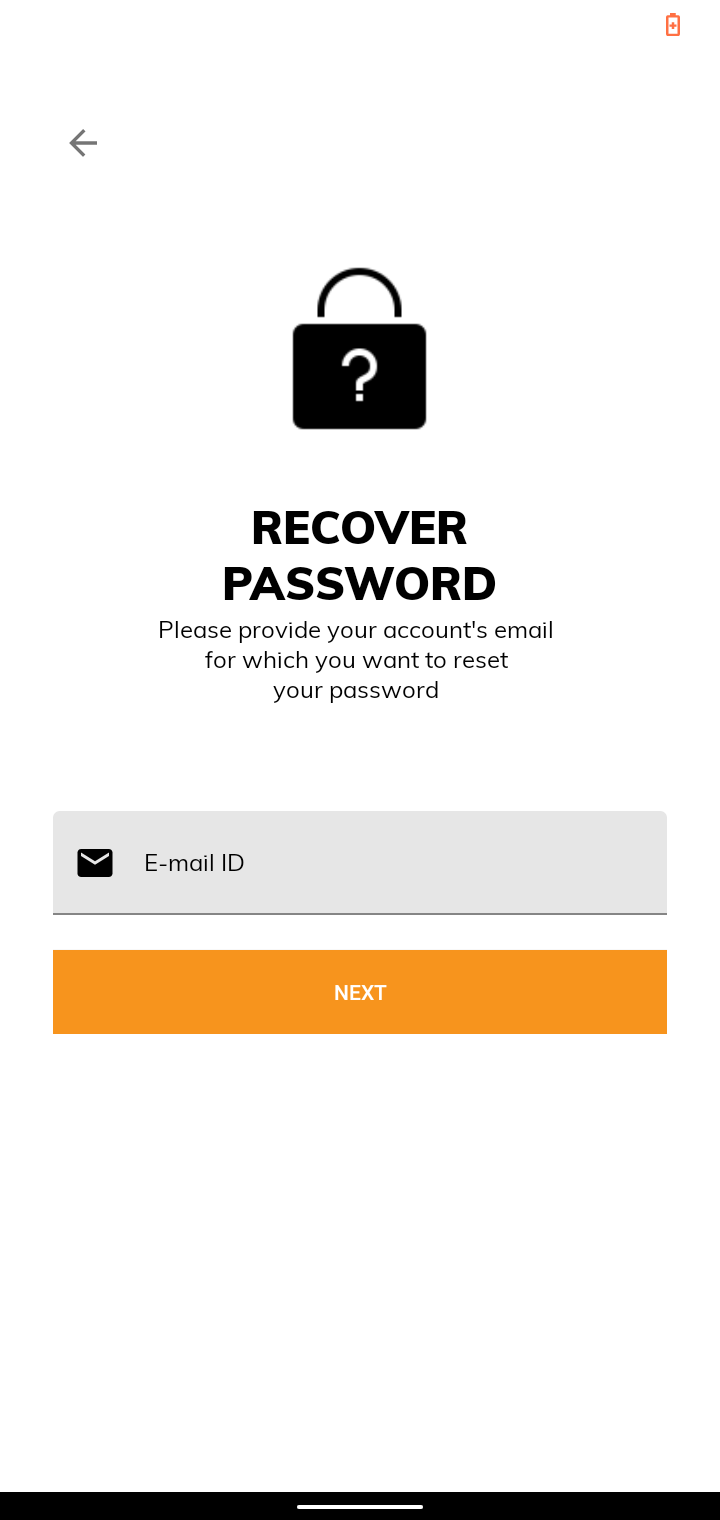 ?
RECOVER
PASSWORD
Please provide your account's email
for which you want to reset
your password
E-mail ID
NEXT